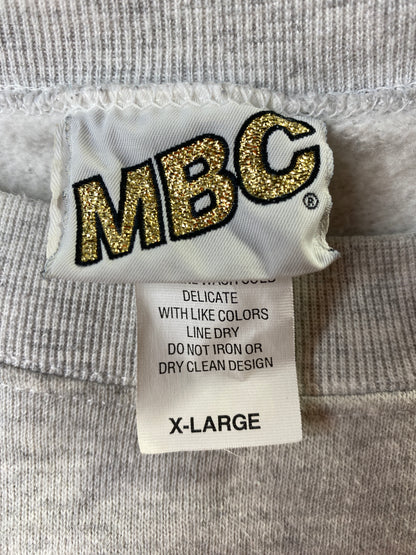 MBC
®
DELICATE
WITH LIKE COLORS
LINE DRY
DO NOT IRON OR
DRY CLEAN DESIGN
X-LARGE